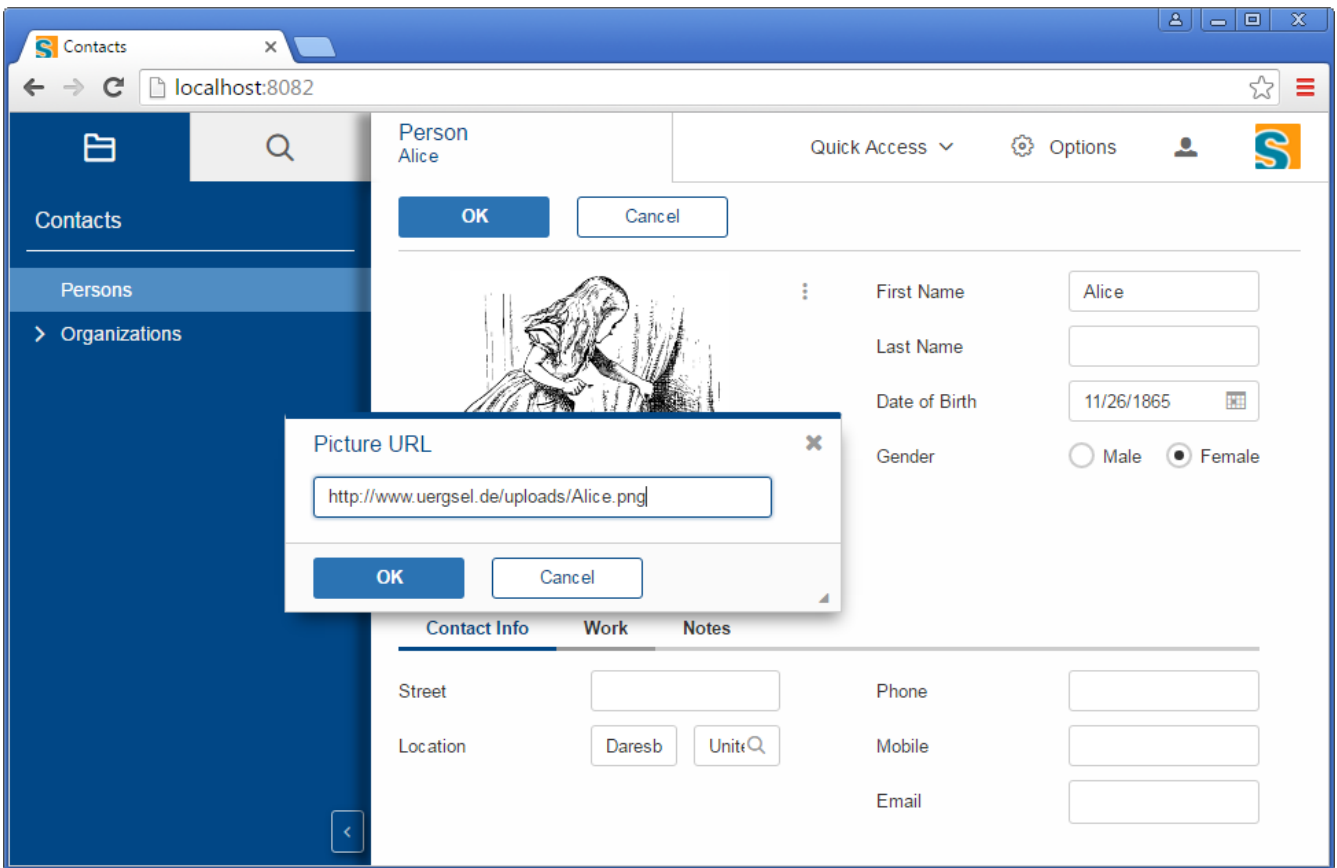 Contacts
localhost:8082
Person
Alice
Quick Access
Options
Contacts
Persons
Organizations
OK
Cancel
First Name
Alice
Last Name
Date of Birth
11/26/1865
Gender
Male
Female
Picture URL
http://www.uergsel.de/uploads/Alice.png
OK
Cancel
Contact Info
Work
Notes
Street
Phone
Location
Daresb
Unite
Mobile
Email